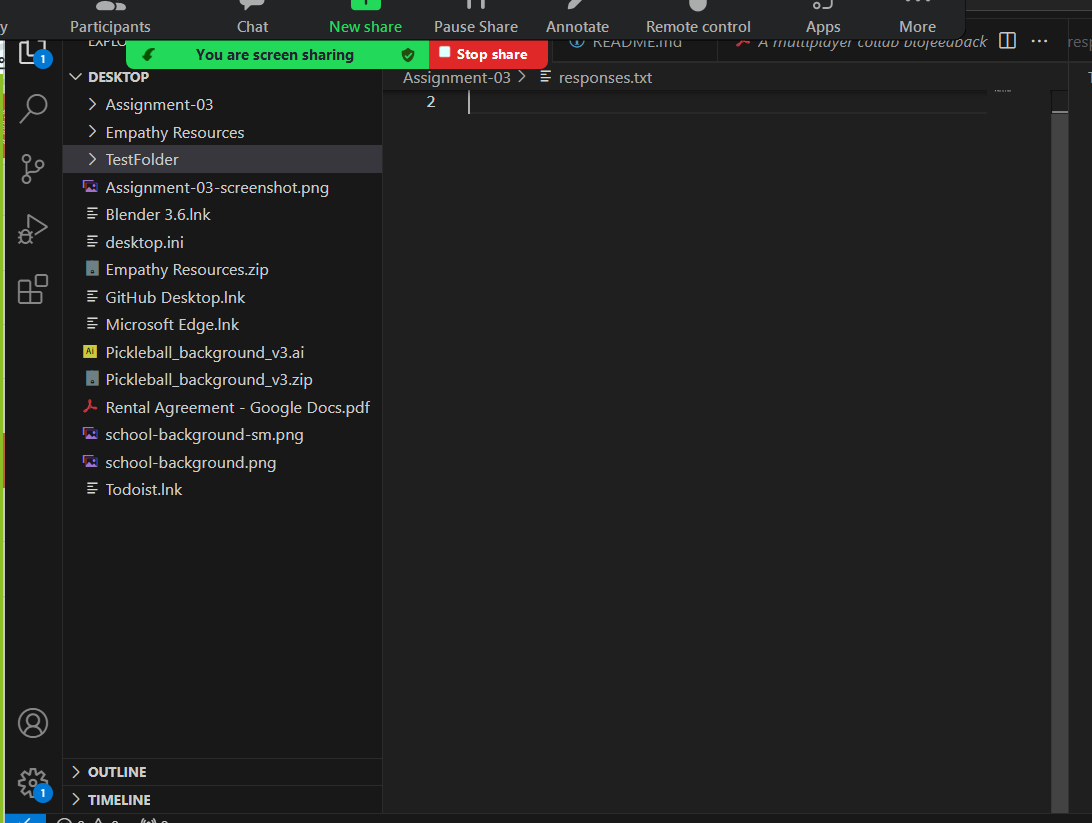 y Participants Chat New share Pause Share Annotate Remote control Apps More
EXPLO You are screen sharing Stop share README.md A multiplayer collab biofeedback resp
1
DESKTOP Assignment-03 > responses.txt
Assignment-03 2
Empathy Resources
TestFolder
Assignment-03-screenshot.png
Blender 3.6.lnk
desktop.ini
Empathy Resources.zip
GitHub Desktop.lnk
Microsoft Edge.lnk
Ai Pickleball_background_v3.ai
Pickleball_background_v3.zip
Rental Agreement - Google Docs.pdf
school-background-sm.png
school-background.png
Todoist.lnk
OUTLINE
1
TIMELINE